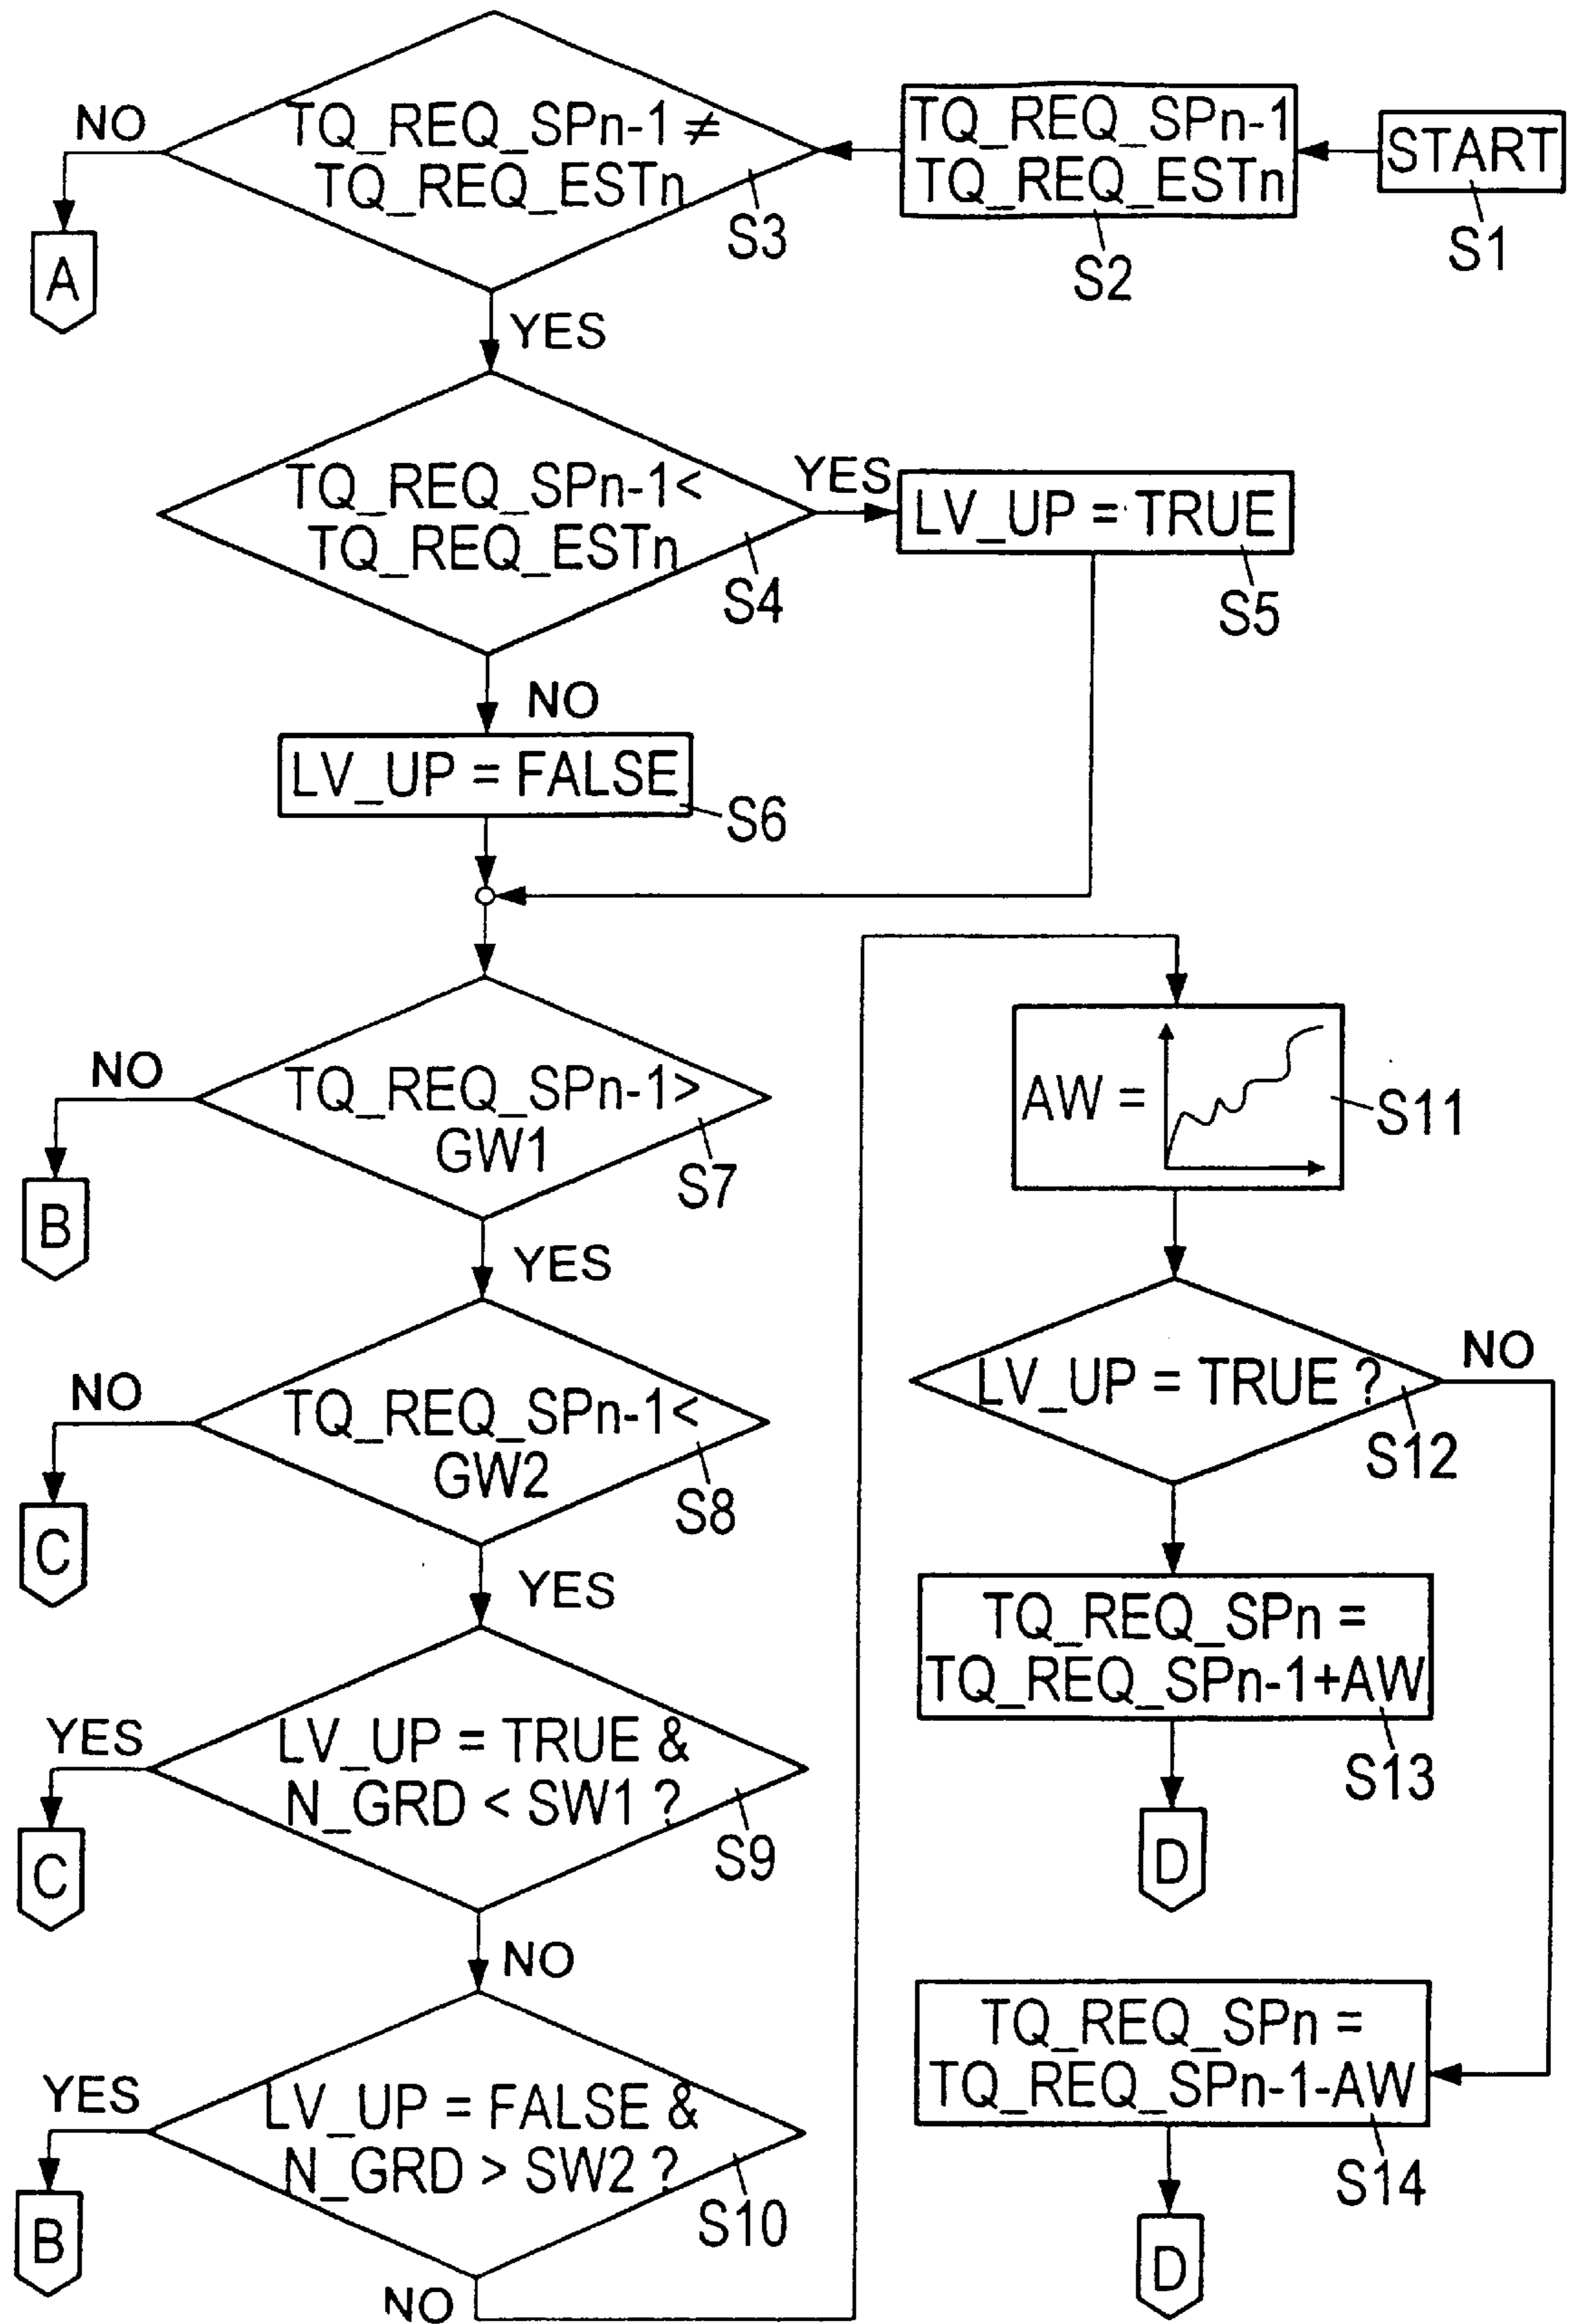 START
S1
TQ_REQ_SPn-1
TQ_REQ_ESTn
S2
TQ_REQ_SPn-1 ≠
TQ_REQ_ESTn
S3
NO
A
YES
TQ_REQ_SPn-1<
TQ_REQ_ESTn
S4
YES
LV_UP = TRUE
S5
NO
LV_UP = FALSE
S6
TQ_REQ_SPn-1>
GW1
S7
NO
B
YES
TQ_REQ_SPn-1<
GW2
S8
NO
C
YES
LV_UP = TRUE &
N_GRD < SW1 ?
S9
YES
C
NO
LV_UP = FALSE &
N_GRD > SW2 ?
S10
YES
B
NO
AW =
S11
LV_UP = TRUE ?
S12
NO
TQ_REQ_SPn =
TQ_REQ_SPn-1+AW
S13
D
TQ_REQ_SPn =
TQ_REQ_SPn-1-AW
S14
D